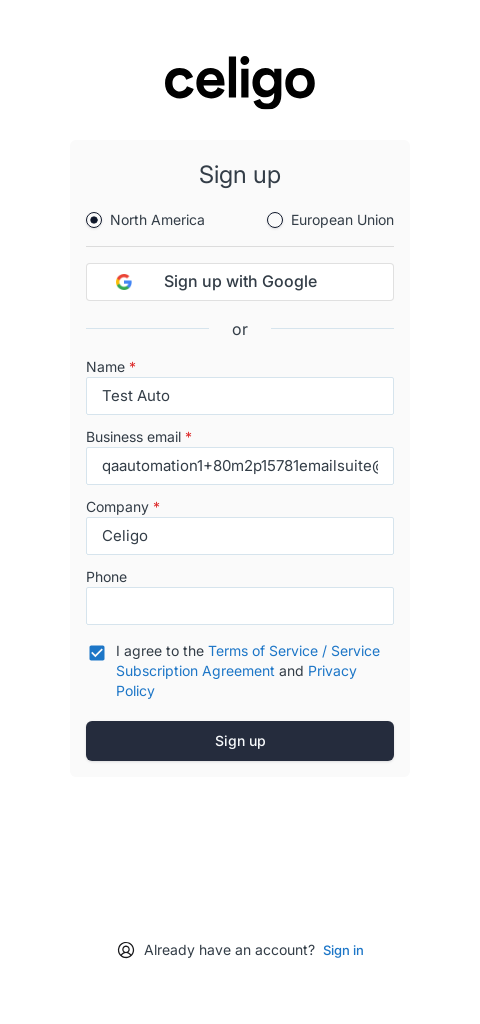 celigo
Sign up
North America
European Union
Sign up with Google
or
Name *
Test Auto
Business email *
qaautomation1+80m2p15781emailsuite@
Company *
Celigo
Phone
I agree to the Terms of Service / Service
Subscription Agreement and Privacy
Policy
Sign up
Already have an account? Sign in